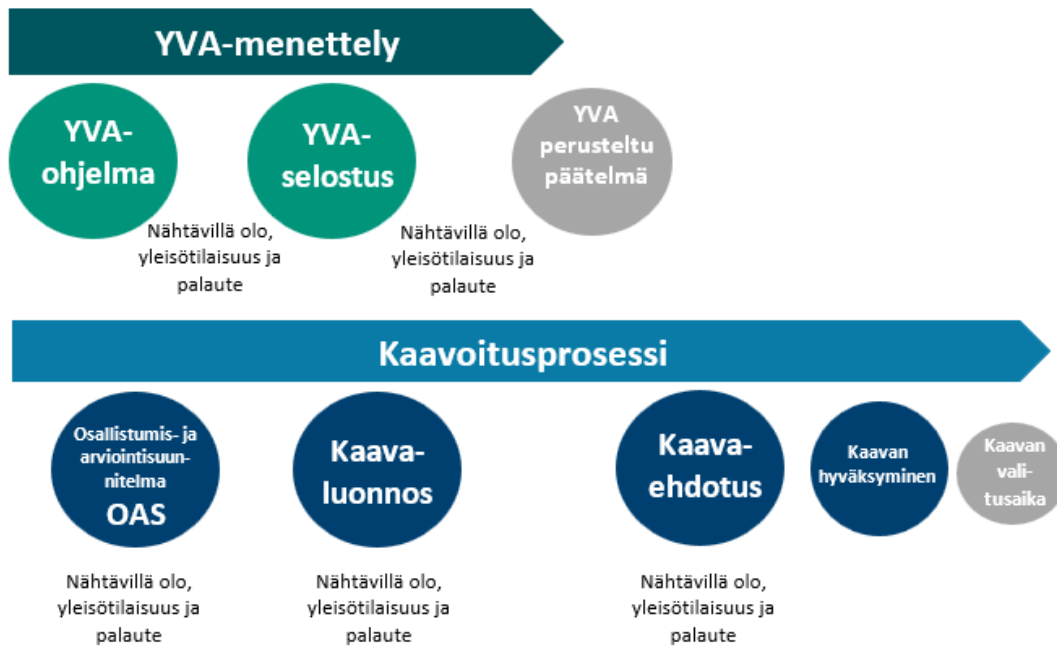 YVA-menettely
YVA-
ohjelma
YVA-
selostus
YVA
perusteltu
päätelmä
Nähtävillä olo,
yleisötilaisuus ja
palaute
Nähtävillä olo,
yleisötilaisuus ja
palaute
Kaavoitusprosessi
Osallistumis- ja
arviointisuun-
nitelma
OAS
Kaava-
luonnos
Kaava-
ehdotus
Kaavan
hyväksyminen
Kaavan
vali-
tusaika
Nähtävillä olo,
yleisötilaisuus ja
palaute
Nähtävillä olo,
yleisötilaisuus ja
palaute
Nähtävillä olo,
yleisötilaisuus ja
palaute